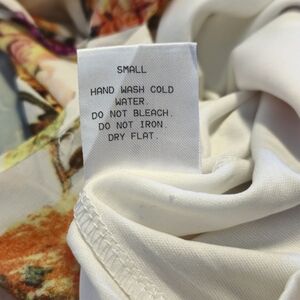 SMALL
HAND WASH COLD
WATER.
DO NOT BLEACH.
DO NOT IRON.
DRY FLAT.